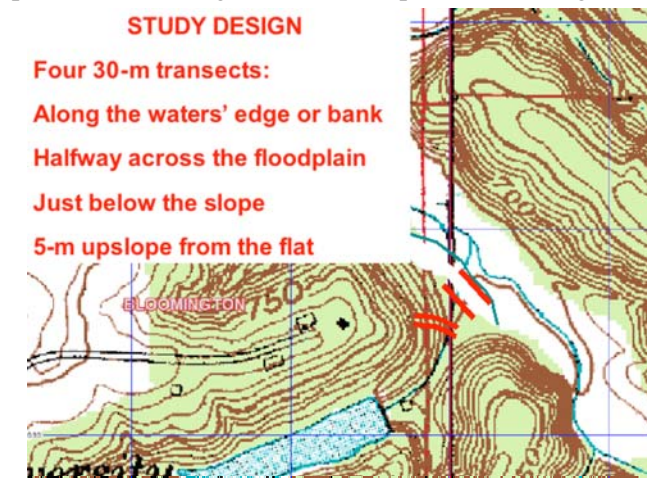 STUDY DESIGN
Four 30-m transects:
Along the waters' edge or bank
Halfway across the floodplain
Just below the slope
5-m upslope from the flat
700
BLOOMINGTON
750